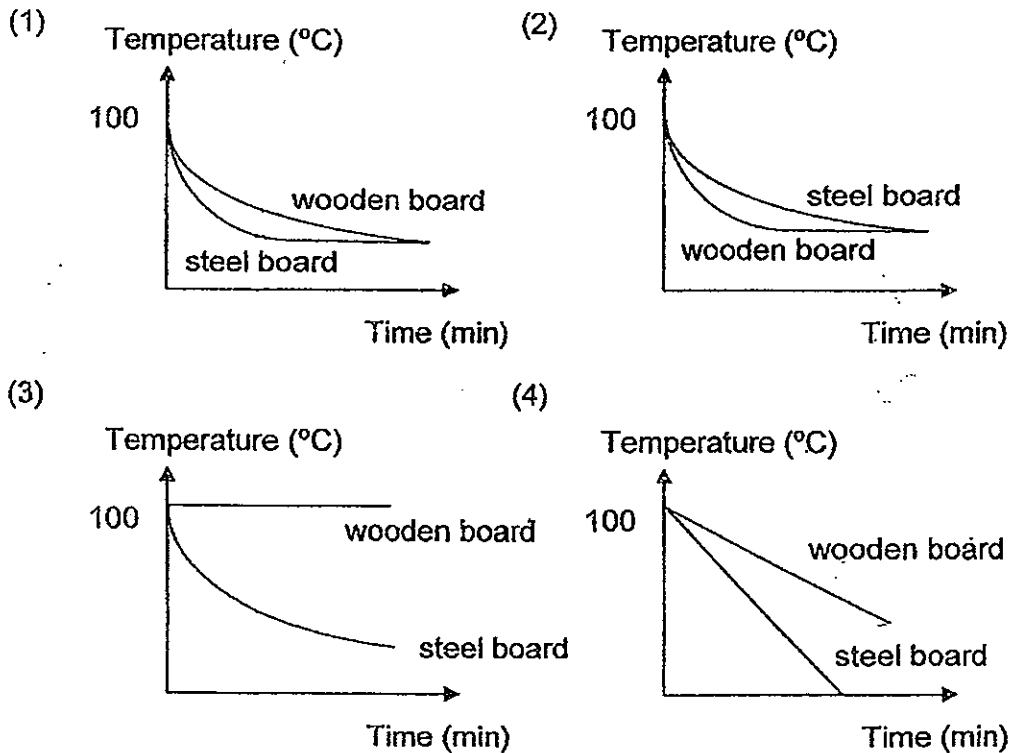 (1)
Temperature (ºC)
100
wooden board
steel board
Time (min)
(2)
Temperature (ºC)
100
steel board
wooden board
Time (min)
(3)
Temperature (ºC)
100
wooden board
steel board
Time (min)
(4)
Temperature (ºC)
100
wooden board
steel board
Time (min)